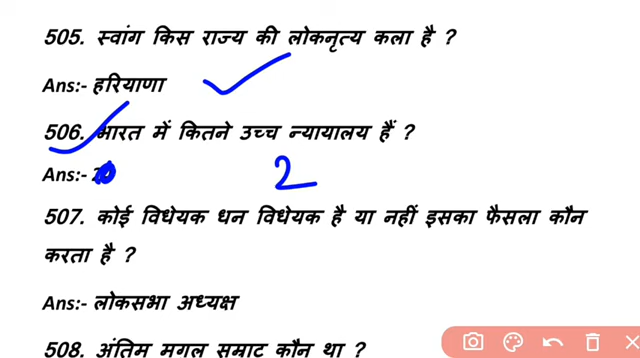 505. स्वांग किस राज्य की लोकनृत्य कला है ?
Ans:- हरियाणा
506. भारत में कितने उच्च न्यायालय हैं ?
Ans:-
2
507. कोई विधेयक धन विधेयक है या नहीं इसका फैसला कौन
करता है ?
Ans:- लोकसभा अध्यक्ष
508. अंतिम मुगल सम्राट कौन था ?